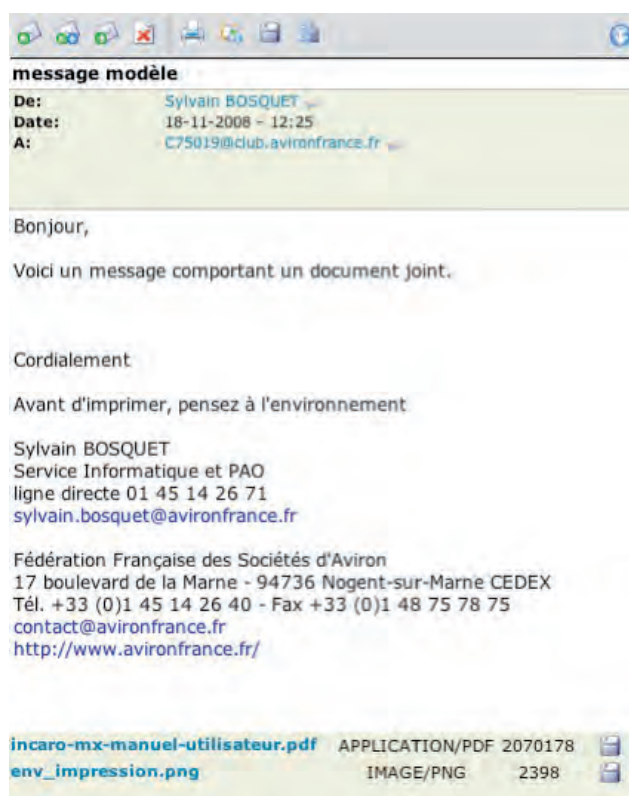 message modèle
De: Sylvain BOSQUET
Date: 18-11-2008 - 12:25
A: C75019@club.avironfrance.fr
Bonjour,
Voici un message comportant un document joint.
Cordialement
Avant d'imprimer, pensez à l'environnement
Sylvain BOSQUET
Service Informatique et PAO
ligne directe 01 45 14 26 71
sylvain.bosquet@avironfrance.fr
Fédération Française des Sociétés d'Aviron
17 boulevard de la Marne - 94736 Nogent-sur-Marne CEDEX
Tél. +33 (0)1 45 14 26 40 - Fax +33 (0)1 48 75 78 75
contact@avironfrance.fr
http://www.avironfrance.fr/
incaro-mx-manuel-utilisateur.pdf APPLICATION/PDF 2070178
env_impression.png IMAGE/PNG 2398